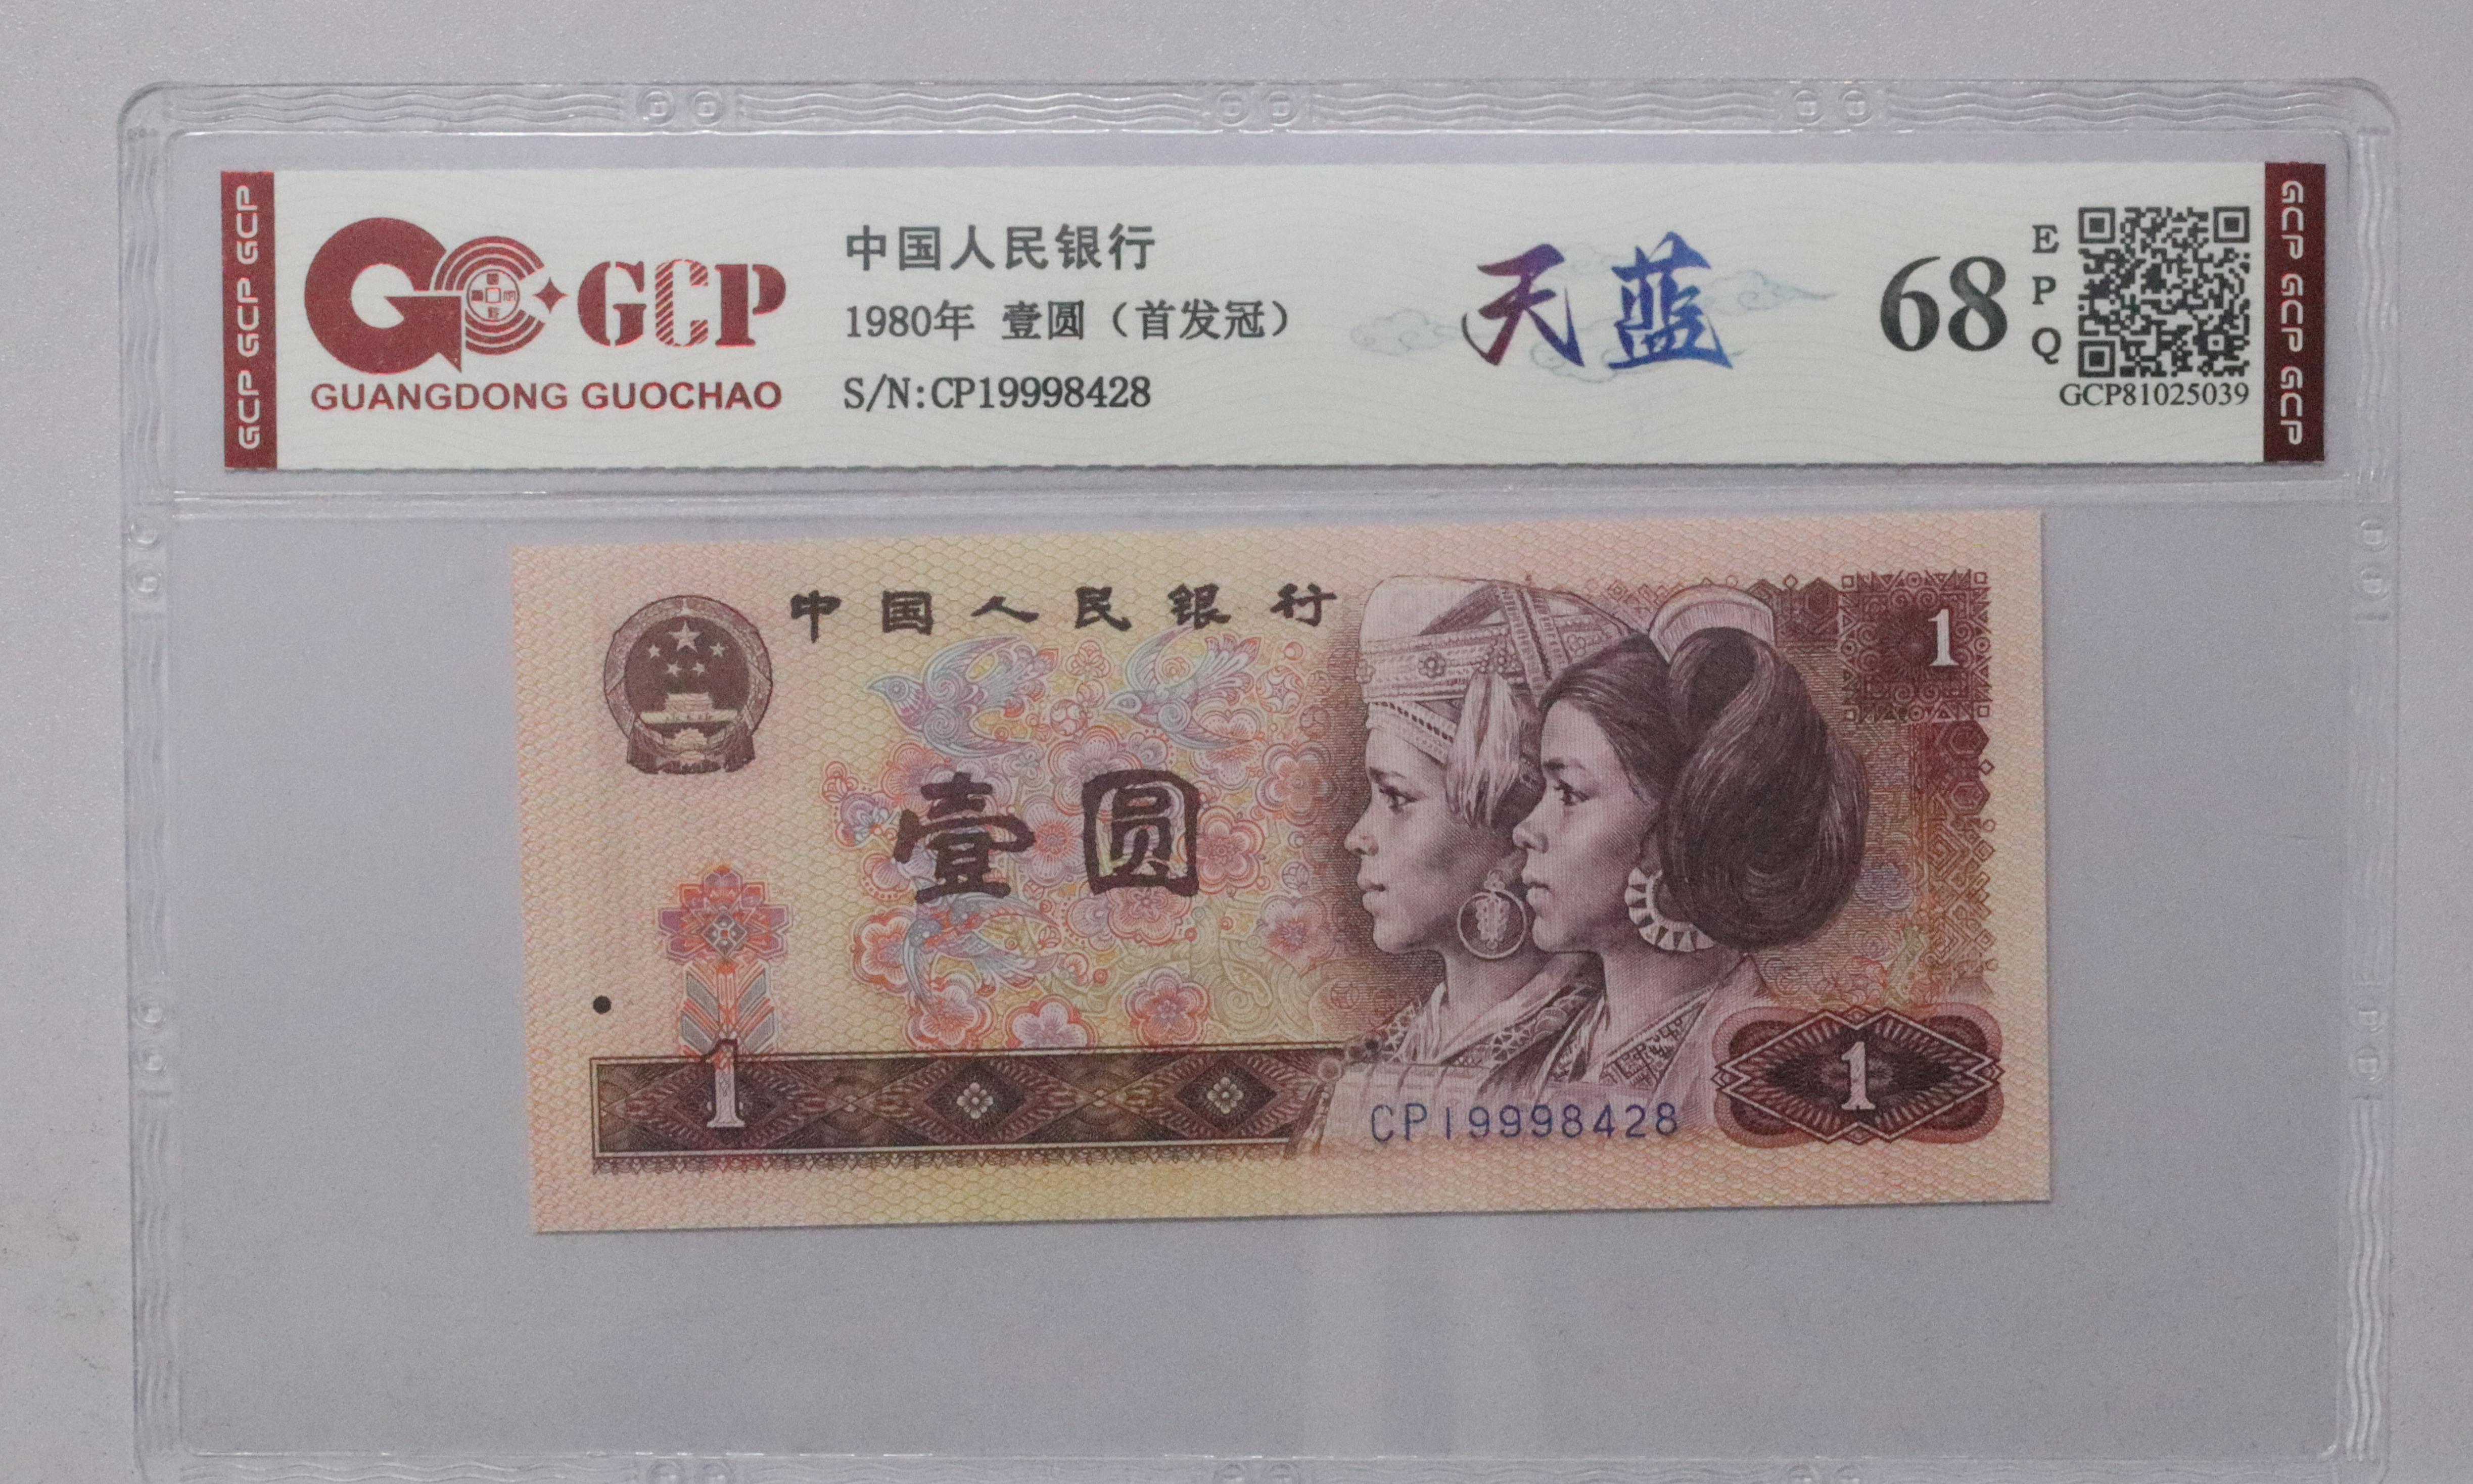 GCP GCP GCP
GCP
GUANGDONG GUOCHAO
中国人民银行
1980年 壹圆（首发冠）
S/N:CP19998428
天蓝
68
EPQ
GCP81025039
GCP GCP GCP
中国人民银行
1
壹圆
1
1
CP19998428